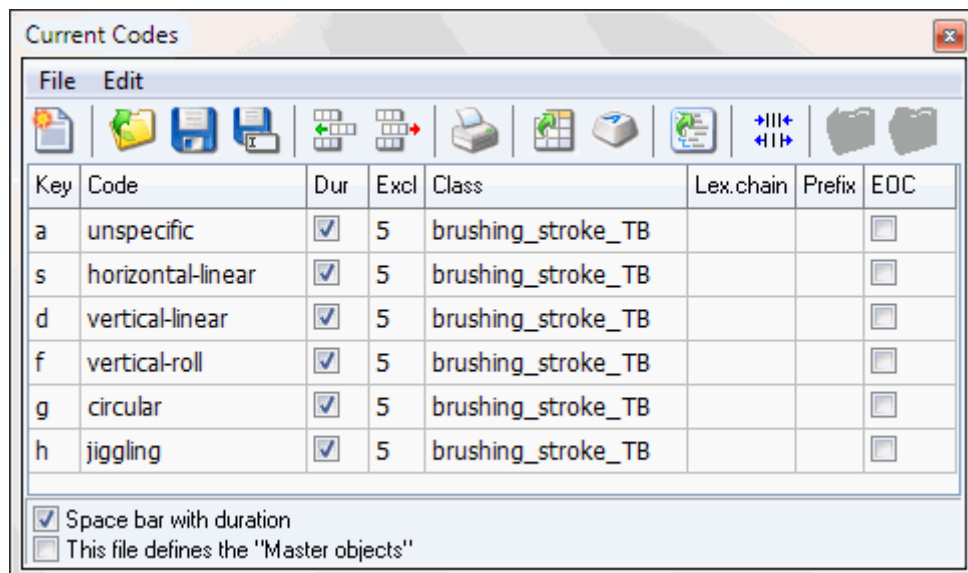 Current Codes
File Edit
Key Code Dur Excl Class Lex.chain Prefix EOC
a unspecific 5 brushing_stroke_TB
s horizontal-linear 5 brushing_stroke_TB
d vertical-linear 5 brushing_stroke_TB
f vertical-roll 5 brushing_stroke_TB
g circular 5 brushing_stroke_TB
h jiggling 5 brushing_stroke_TB
Space bar with duration
This file defines the "Master objects"